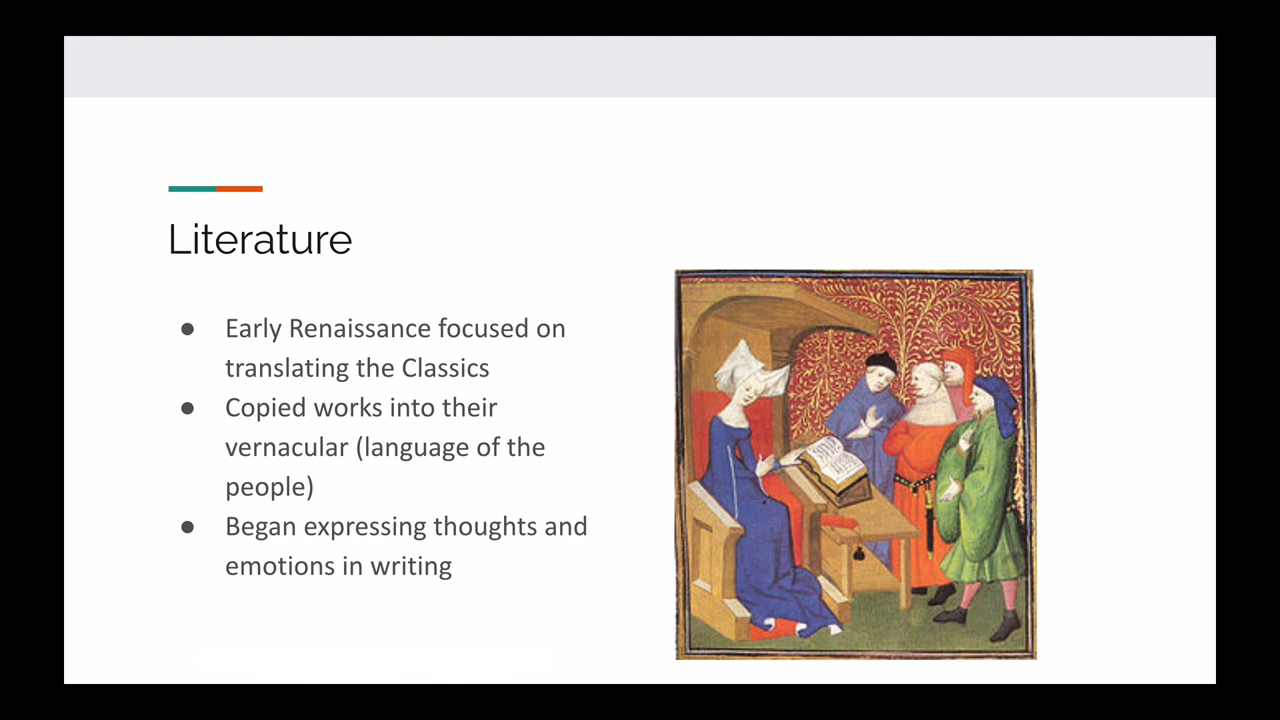 Literature
● Early Renaissance focused on
translating the Classics
● Copied works into their
vernacular (language of the
people)
● Began expressing thoughts and
emotions in writing